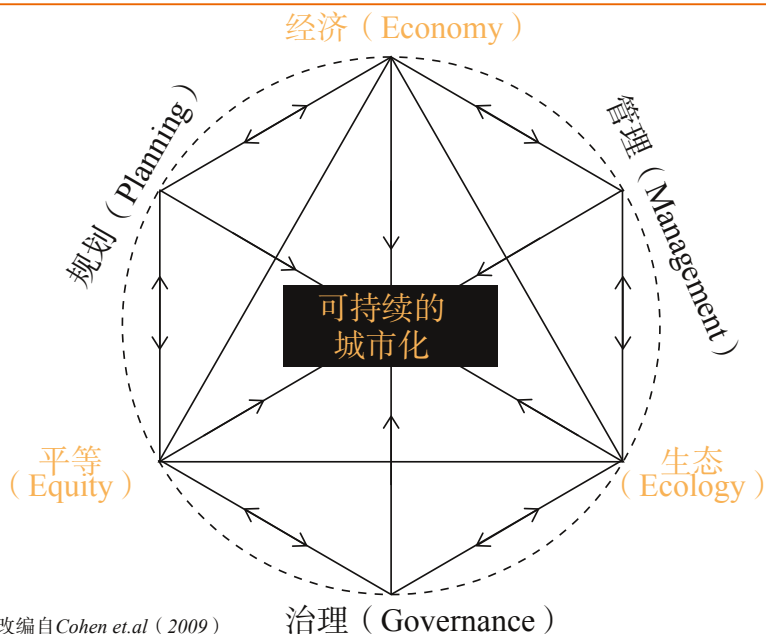 经济（Economy）
规划（Planning）
管理（Management）
可持续的
城市化
平等
（Equity）
生态
（Ecology）
治理（Governance）
改编自Cohen et.al（2009）